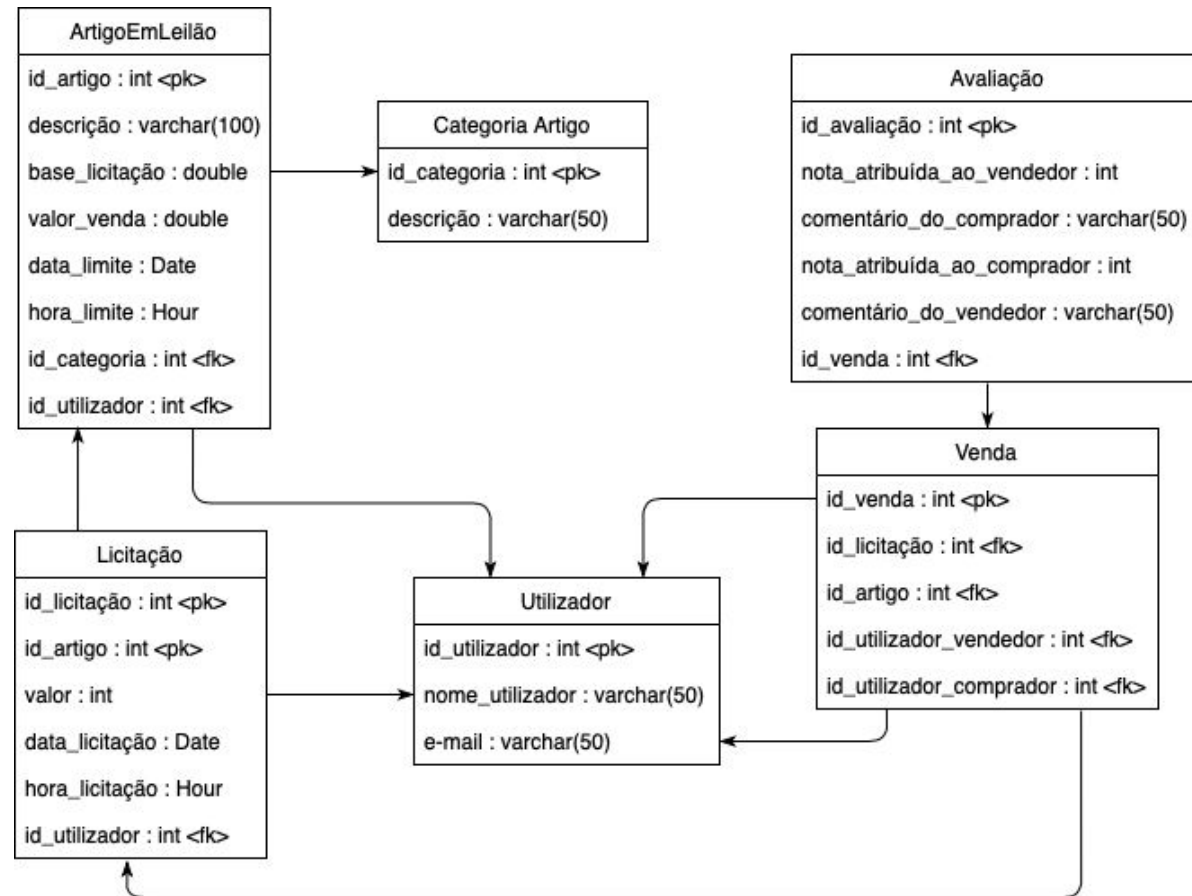 ArtigoEmLeilão
id_artigo : int <pk>
descrição : varchar(100)
base_licitação : double
valor_venda : double
data_limite : Date
hora_limite : Hour
id_categoria : int <fk>
id_utilizador : int <fk>
Categoria Artigo
id_categoria : int <pk>
descrição : varchar(50)
Avaliação
id_avaliação : int <pk>
nota_atribuída_ao_vendedor : int
comentário_do_comprador : varchar(50)
nota_atribuída_ao_comprador : int
comentário_do_vendedor : varchar(50)
id_venda : int <fk>
Licitação
id_licitação : int <pk>
id_artigo : int <pk>
valor : int
data_licitação : Date
hora_licitação : Hour
id_utilizador : int <fk>
Utilizador
id_utilizador : int <pk>
nome_utilizador : varchar(50)
e-mail : varchar(50)
Venda
id_venda : int <pk>
id_licitação : int <fk>
id_artigo : int <fk>
id_utilizador_vendedor : int <fk>
id_utilizador_comprador : int <fk>